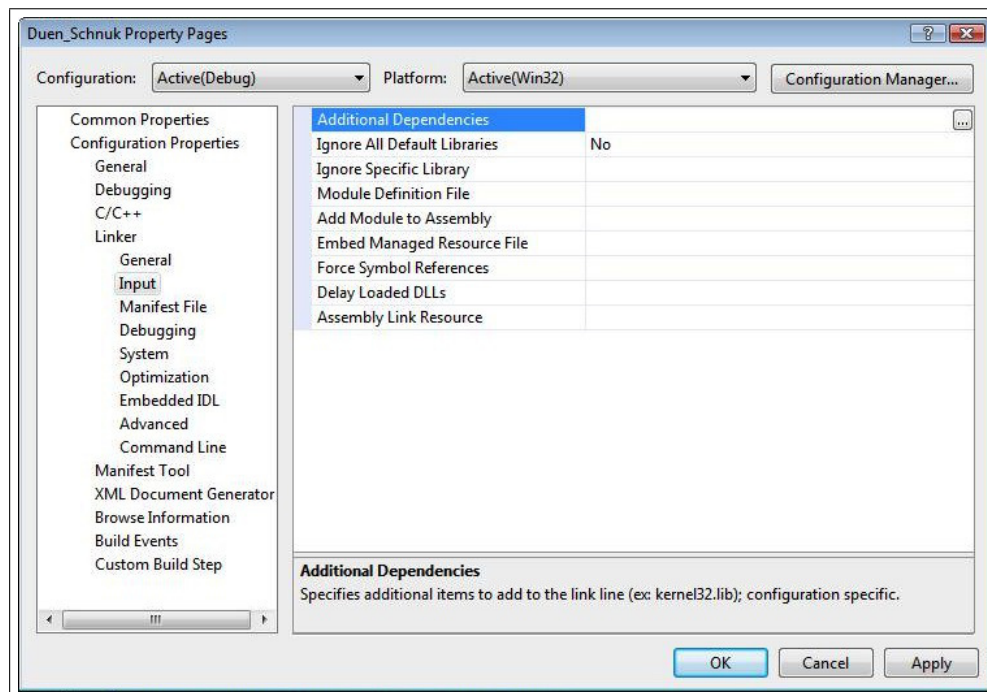 Duen_Schnuk Property Pages
Configuration: Active(Debug) Platform: Active(Win32) Configuration Manager...
Common Properties
Configuration Properties
General
Debugging
C/C++
Linker
General
Input
Manifest File
Debugging
System
Optimization
Embedded IDL
Advanced
Command Line
Manifest Tool
XML Document Generator
Browse Information
Build Events
Custom Build Step
Additional Dependencies ...
Ignore All Default Libraries No
Ignore Specific Library
Module Definition File
Add Module to Assembly
Embed Managed Resource File
Force Symbol References
Delay Loaded DLLs
Assembly Link Resource
Additional Dependencies
Specifies additional items to add to the link line (ex: kernel32.lib); configuration specific.
OK Cancel Apply